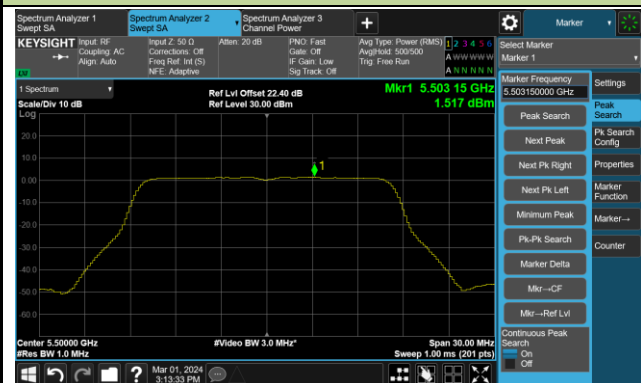 Spectrum Analyzer 1
Swept SA
Spectrum Analyzer 2
Swept SA
Spectrum Analyzer 3
Channel Power
Marker
KEYSIGHT
Input: RF
Coupling: AC
Align: Auto
Input Z: 50 Ω
Corrections: Off
Freq Ref: Int (S)
NFE: Adaptive
Atten: 20 dB
PNO: Fast
Gate: Off
IF Gain: Low
Sig Track: Off
Avg Type: Power (RMS)
Avg|Hold: 500/500
Trig: Free Run
1 2 3 4 5 6
A W W W W W
A N N N N N
Select Marker
Marker 1
1 Spectrum
Scale/Div 10 dB
Log
Ref Lvl Offset 22.40 dB
Ref Level 30.00 dBm
Mkr1 5.503 15 GHz
1.517 dBm
20.0
10.0
0.00
-10.0
-20.0
-30.0
-40.0
-50.0
-60.0
1
Center 5.50000 GHz
#Res BW 1.0 MHz
#Video BW 3.0 MHz*
Span 30.00 MHz
Sweep 1.00 ms (201 pts)
Marker Frequency
5.503150000 GHz
Peak Search
Next Peak
Next Pk Right
Next Pk Left
Minimum Peak
Pk-Pk Search
Marker Delta
Mkr→CF
Mkr→Ref Lvl
Continuous Peak
Search
On
Off
Settings
Peak
Search
Pk Search
Config
Properties
Marker
Function
Marker→
Counter
Mar 01, 2024
3:13:33 PM